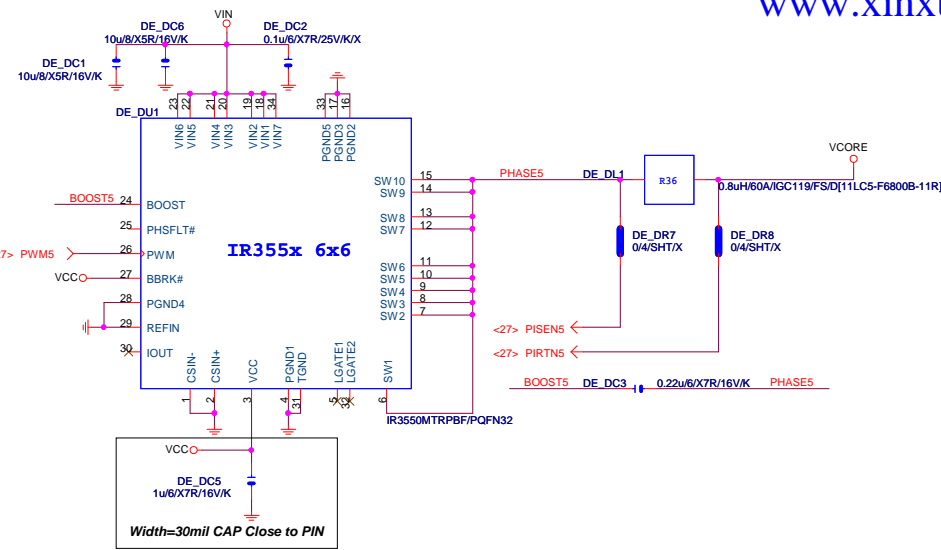 www.xinx
VIN
DE_DC6
10u/8/X5R/16V/K
DE_DC2
0.1u/6/X7R/25V/K/X
DE_DC1
10u/8/X5R/16V/K
DE_DU1
23 22 21 20 19 18 34 33 17 16
VIN6 VIN5 VIN4 VIN3 VIN2 VIN1 VIN7 PGND5 PGND3 PGND2
VCORE
SW10 15 PHASE5 DE_DL1 R36
SW9 14
0.8uH/60A/IGC119/FS/D[11LC5-F6800B-11R]
BOOST5 24 BOOST
SW8 13
SW7 12
25 PHSFLT#
DE_DR7
0/4/SHT/X
DE_DR8
0/4/SHT/X
7> PWM5 26 PWM
IR355x 6x6
VCC 27 BBRK#
SW6 11
SW5 10
SW4 9
SW3 8
SW2 7
28 PGND4
29 REFIN
<27> PISEN5
30 IOUT
<27> PIRTN5
CSIN- CSIN+ VCC PGND1 TGND LGATE1 LGATE2 SW1
1 2 3 4 31 5 32 6
BOOST5 DE_DC3 0.22u/6/X7R/16V/K PHASE5
IR3550MTRPBF/PQFN32
VCC
DE_DC5
1u/6/X7R/16V/K
Width=30mil CAP Close to PIN